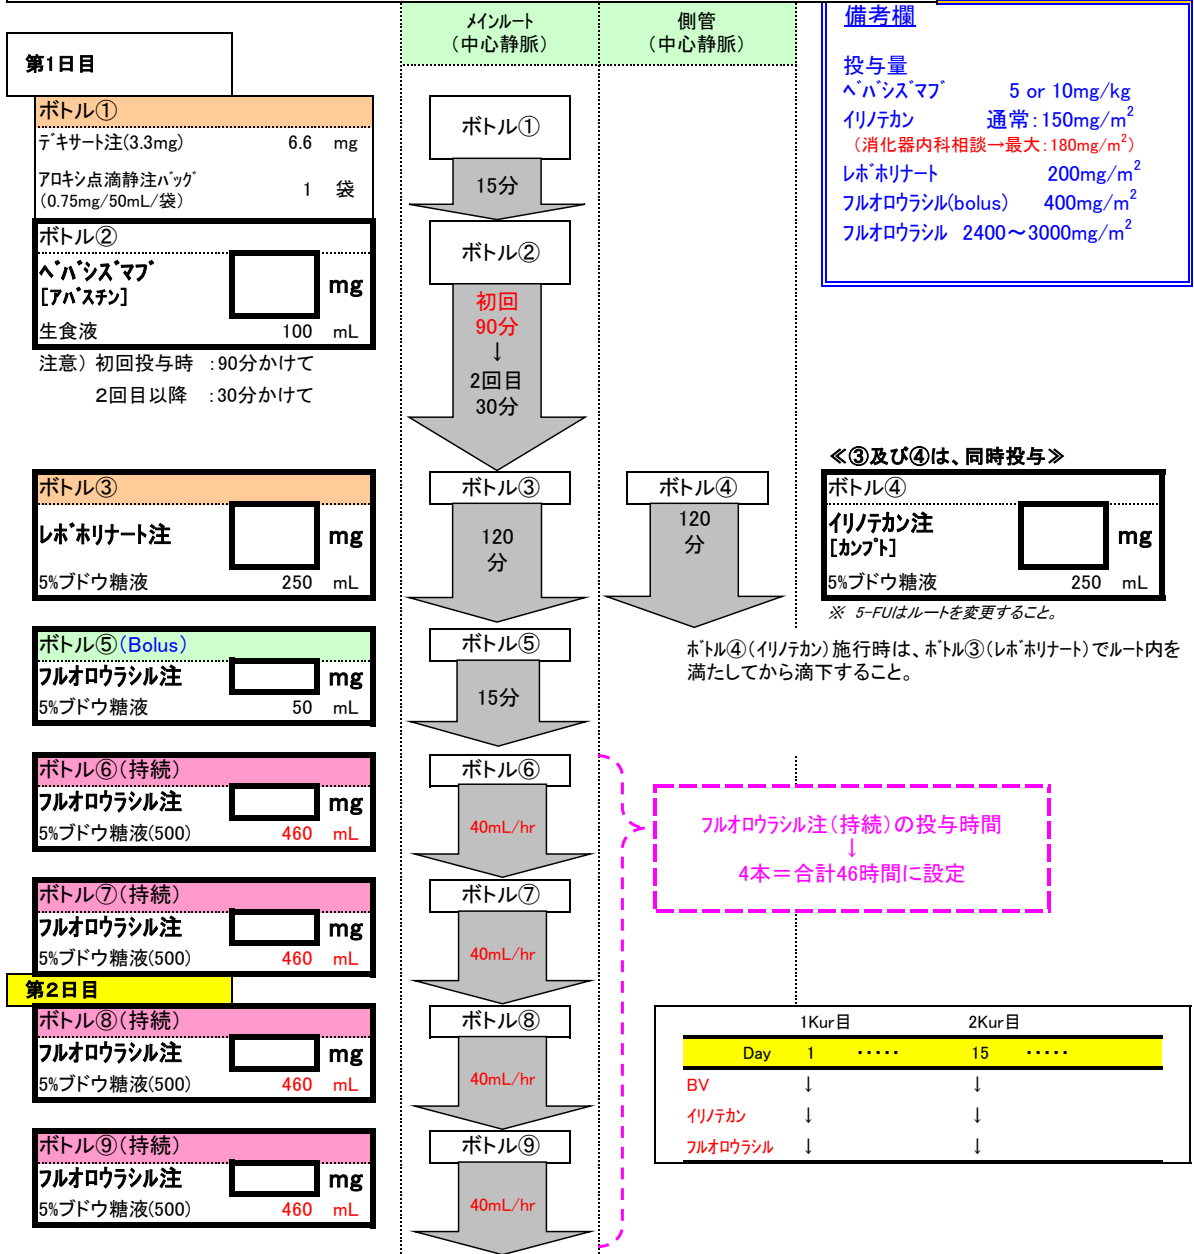 メインルート
（中心静脈）
側管
（中心静脈）
備考欄
投与量
ﾍﾞﾊﾞｼｽﾞﾏﾌﾞ 5 or 10mg/kg
ｲﾘﾉﾃｶﾝ 通常：150mg/m²
（消化器内科相談→最大：180mg/m²）
ﾚﾎﾞﾎﾘﾅｰﾄ 200mg/m²
ﾌﾙｵﾛｳﾗｼﾙ(bolus) 400mg/m²
ﾌﾙｵﾛｳﾗｼﾙ 2400～3000mg/m²
第1日目
ボトル①
ﾃﾞｷｻｰﾄ注(3.3mg) 6.6 mg
ｱﾛｷｼ点滴静注ﾊﾞｯｸﾞ
(0.75mg/50mL/袋) 1 袋
ボトル①
15分
ボトル②
ﾍﾞﾊﾞｼｽﾞﾏﾌﾞ
[ｱﾊﾞｽﾁﾝ] mg
生食液 100 mL
注意）初回投与時 ：90分かけて
2回目以降 ：30分かけて
ボトル②
初回
90分
↓
2回目
30分
≪③及び④は、同時投与≫
ボトル③
ﾚﾎﾞﾎﾘﾅｰﾄ注 mg
5%ブドウ糖液 250 mL
ボトル③
120
分
ボトル④
120
分
ボトル④
ｲﾘﾉﾃｶﾝ注
[ｶﾝﾌﾟﾄ] mg
5%ブドウ糖液 250 mL
※ 5-FUはルートを変更すること。
ﾎﾞﾄﾙ④（ｲﾘﾉﾃｶﾝ）施行時は、ﾎﾞﾄﾙ③（ﾚﾎﾞﾎﾘﾅｰﾄ）でルート内を
満たしてから滴下すること。
ボトル⑤（Bolus）
ﾌﾙｵﾛｳﾗｼﾙ注 mg
5%ブドウ糖液 50 mL
ボトル⑤
15分
ボトル⑥（持続）
ﾌﾙｵﾛｳﾗｼﾙ注 mg
5%ブドウ糖液(500) 460 mL
ボトル⑥
40mL/hr
ﾌﾙｵﾛｳﾗｼﾙ注（持続）の投与時間
↓
4本＝合計46時間に設定
ボトル⑦（持続）
ﾌﾙｵﾛｳﾗｼﾙ注 mg
5%ブドウ糖液(500) 460 mL
ボトル⑦
40mL/hr
第2日目
ボトル⑧（持続）
ﾌﾙｵﾛｳﾗｼﾙ注 mg
5%ブドウ糖液(500) 460 mL
ボトル⑧
40mL/hr
1Kur目 2Kur目
Day 1 ‥‥‥ 15 ‥‥‥
BV ↓ ↓
ｲﾘﾉﾃｶﾝ ↓ ↓
ﾌﾙｵﾛｳﾗｼﾙ ↓ ↓
ボトル⑨（持続）
ﾌﾙｵﾛｳﾗｼﾙ注 mg
5%ブドウ糖液(500) 460 mL
ボトル⑨
40mL/hr